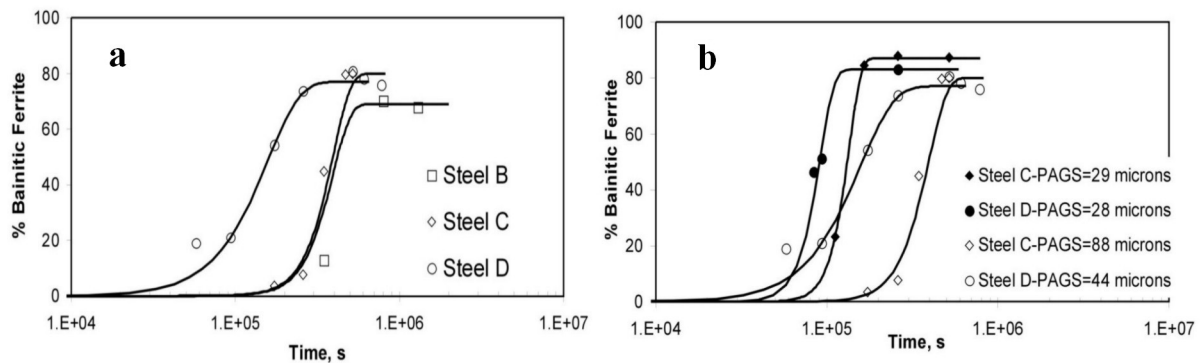 a
% Bainitic Ferrite
100
80
60
40
20
0
1.E+04 1.E+05 1.E+06 1.E+07
Time, s
Steel B
Steel C
Steel D
b
% Bainitic Ferrite
100
80
60
40
20
0
1.E+04 1.E+05 1.E+06 1.E+07
Time, s
Steel C-PAGS=29 microns
Steel D-PAGS=28 microns
Steel C-PAGS=88 microns
Steel D-PAGS=44 microns